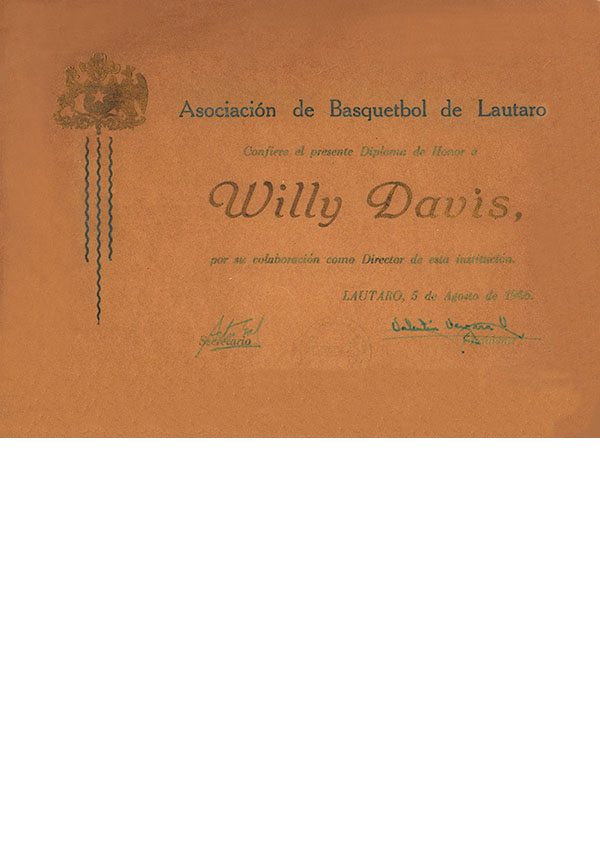 Asociación de Basquetbol de Lautaro
Confiere el presente Diploma de Honor a
Willy Davis,
por su colaboración como Director de esta institución.
LAUTARO, 5 de Agosto de
Valentín
Secretario